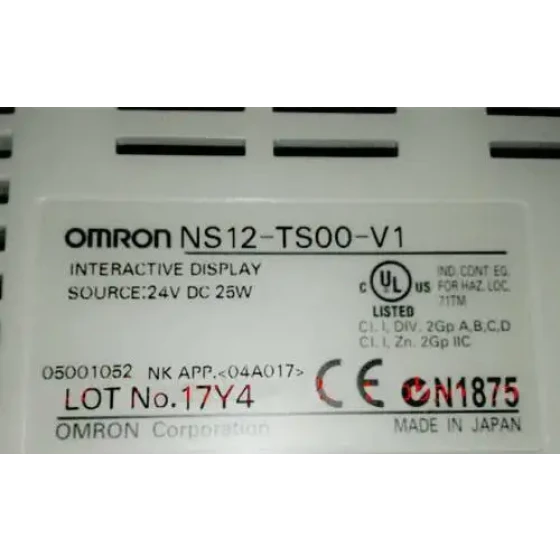 OMRON NS12-TS00-V1
INTERACTIVE DISPLAY
SOURCE:24V DC 25W
C UL US
LISTED
IND. CONT. EQ.
FOR HAZ. LOC.
71TM
Cl. I, DIV. 2Gp A,B,C,D
Cl. I, Zn. 2Gp IIC
05001052 NK APP.<04A017>
LOT No.17Y4
CE
N1875
OMRON Corporation
MADE IN JAPAN